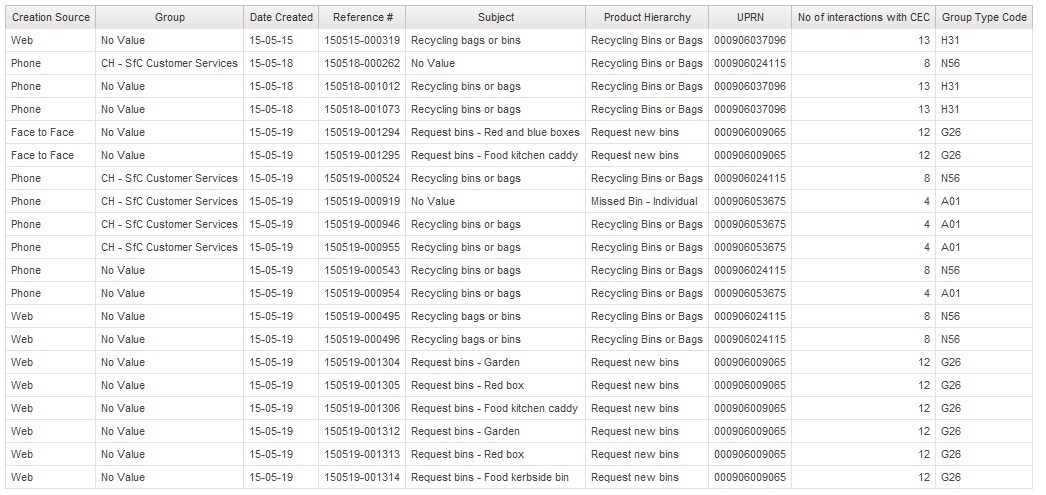 Creation Source Group Date Created Reference # Subject Product Hierarchy UPRN No of interactions with CEC Group Type Code
Web No Value 15-05-15 150515-000319 Recycling bags or bins Recycling Bins or Bags 000906037096 13 H31
Phone CH - SfC Customer Services 15-05-18 150518-000262 No Value Recycling Bins or Bags 000906024115 8 N56
Phone No Value 15-05-18 150518-001012 Recycling bins or bags Recycling Bins or Bags 000906037096 13 H31
Phone No Value 15-05-18 150518-001073 Recycling bins or bags Recycling Bins or Bags 000906037096 13 H31
Face to Face No Value 15-05-19 150519-001294 Request bins - Red and blue boxes Request new bins 000906009065 12 G26
Face to Face No Value 15-05-19 150519-001295 Request bins - Food kitchen caddy Request new bins 000906009065 12 G26
Phone CH - SfC Customer Services 15-05-19 150519-000524 Recycling bins or bags Recycling Bins or Bags 000906024115 8 N56
Phone CH - SfC Customer Services 15-05-19 150519-000919 No Value Missed Bin - Individual 000906053675 4 A01
Phone CH - SfC Customer Services 15-05-19 150519-000946 Recycling bins or bags Recycling Bins or Bags 000906053675 4 A01
Phone CH - SfC Customer Services 15-05-19 150519-000955 Recycling bins or bags Recycling Bins or Bags 000906053675 4 A01
Phone No Value 15-05-19 150519-000543 Recycling bins or bags Recycling Bins or Bags 000906024115 8 N56
Phone No Value 15-05-19 150519-000954 Recycling bins or bags Recycling Bins or Bags 000906053675 4 A01
Web No Value 15-05-19 150519-000495 Recycling bags or bins Recycling Bins or Bags 000906024115 8 N56
Web No Value 15-05-19 150519-000496 Recycling bags or bins Recycling Bins or Bags 000906024115 8 N56
Web No Value 15-05-19 150519-001304 Request bins - Garden Request new bins 000906009065 12 G26
Web No Value 15-05-19 150519-001305 Request bins - Red box Request new bins 000906009065 12 G26
Web No Value 15-05-19 150519-001306 Request bins - Food kitchen caddy Request new bins 000906009065 12 G26
Web No Value 15-05-19 150519-001312 Request bins - Garden Request new bins 000906009065 12 G26
Web No Value 15-05-19 150519-001313 Request bins - Red box Request new bins 000906009065 12 G26
Web No Value 15-05-19 150519-001314 Request bins - Food kerbside bin Request new bins 000906009065 12 G26